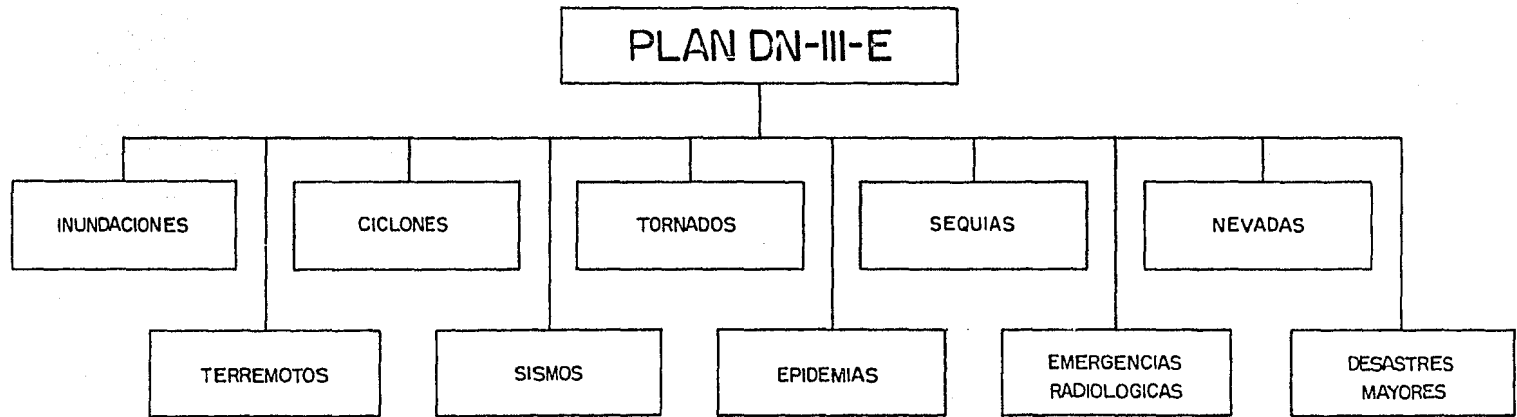 PLAN DN-III-E
INUNDACIONES
CICLONES
TORNADOS
SEQUIAS
NEVADAS
TERREMOTOS
SISMOS
EPIDEMIAS
EMERGENCIAS
RADIOLOGICAS
DESASTRES
MAYORES